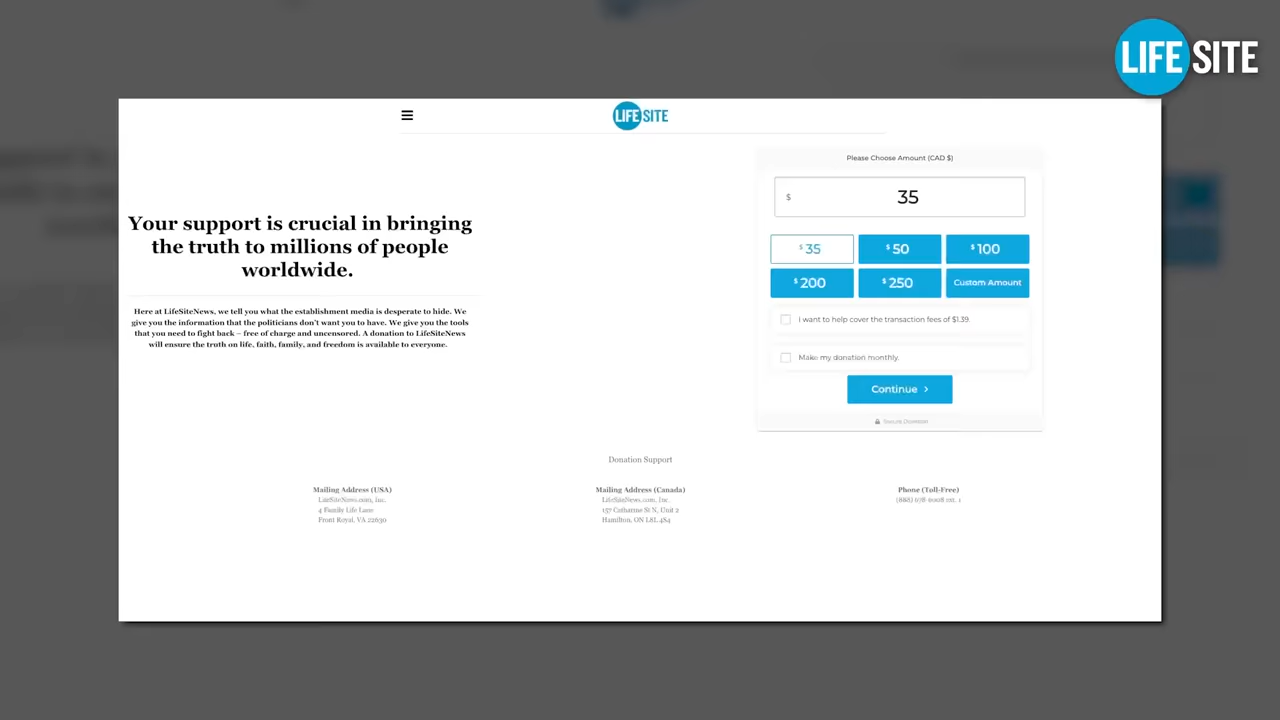 LIFE SITE
LIFE SITE
Your support is crucial in bringing
the truth to millions of people
worldwide.
Here at LifeSiteNews, we tell you what the establishment media is desperate to hide. We
give you the information that the politicians don't want you to have. We give you the tools
that you need to fight back – free of charge and uncensored. A donation to LifeSiteNews
will ensure the truth on life, faith, family, and freedom is available to everyone.
Please Choose Amount (CAD $)
$ 35
$ 35 $ 50 $ 100
$ 200 $ 250 Custom Amount
I want to help cover the transaction fees of $1.39.
Make my donation monthly.
Continue >
Secure Donation
Donation Support
Mailing Address (USA)
LifeSiteNews.com, Inc.
4 Family Life Lane
Front Royal, VA 22630
Mailing Address (Canada)
LifeSiteNews.com, Inc.
157 Catharine St N, Unit 2
Hamilton, ON L8L 4S4
Phone (Toll-Free)